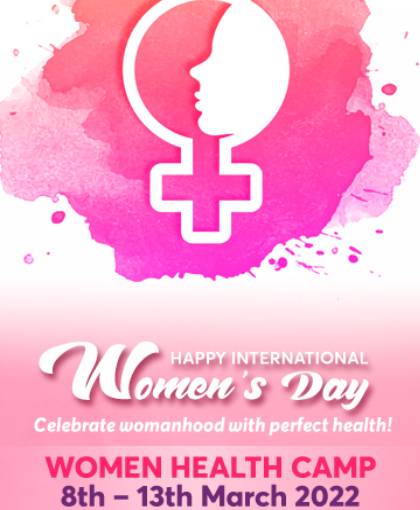 HAPPY INTERNATIONAL
Women's Day
Celebrate womanhood with perfect health!
WOMEN HEALTH CAMP
8th – 13th March 2022